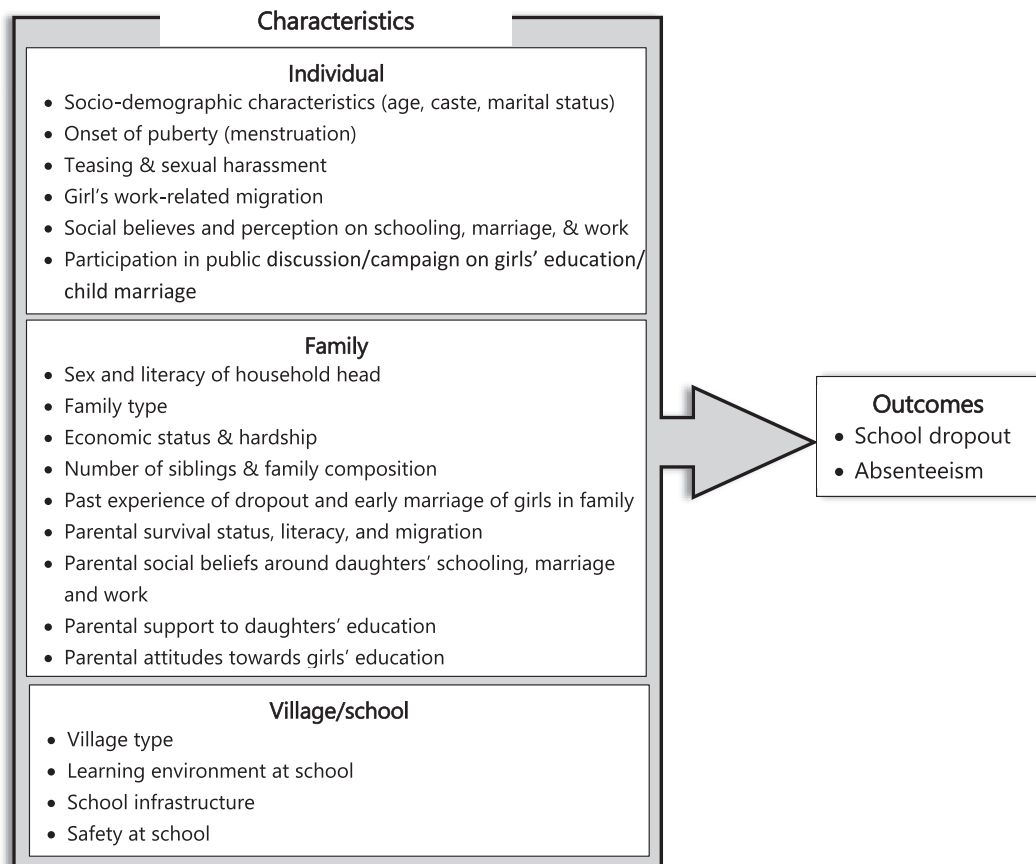 Characteristics
Individual
• Socio-demographic characteristics (age, caste, marital status)
• Onset of puberty (menstruation)
• Teasing & sexual harassment
• Girl's work-related migration
• Social believes and perception on schooling, marriage, & work
• Participation in public discussion/campaign on girls' education/
child marriage
Family
• Sex and literacy of household head
• Family type
• Economic status & hardship
• Number of siblings & family composition
• Past experience of dropout and early marriage of girls in family
• Parental survival status, literacy, and migration
• Parental social beliefs around daughters' schooling, marriage
and work
• Parental support to daughters' education
• Parental attitudes towards girls' education
Village/school
• Village type
• Learning environment at school
• School infrastructure
• Safety at school
Outcomes
• School dropout
• Absenteeism